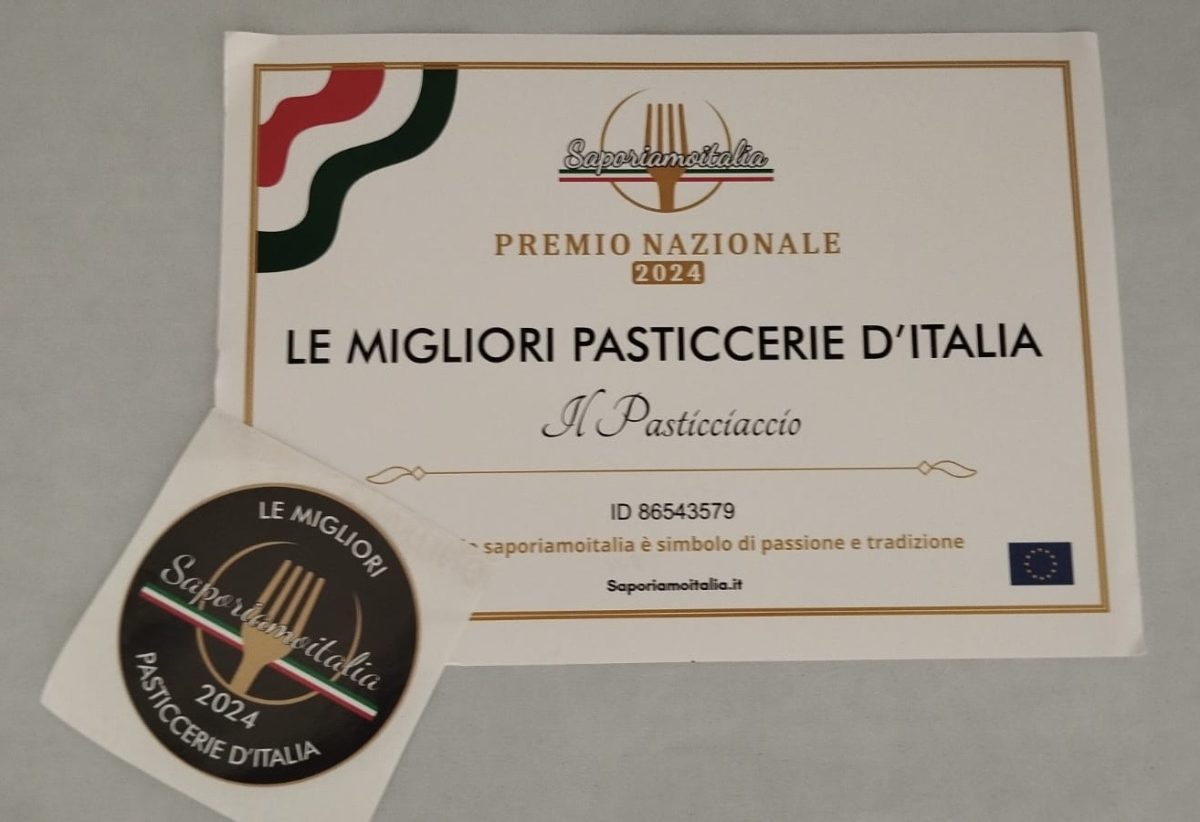 Saporiamoitalia
PREMIO NAZIONALE
2024
LE MIGLIORI PASTICCERIE D'ITALIA
Il Pasticciaccio
ID 86543579
saporiamoitalia è simbolo di passione e tradizione
Saporiamoitalia.it
LE MIGLIORI
Saporiamoitalia
2024
PASTICCERIE D'ITALIA